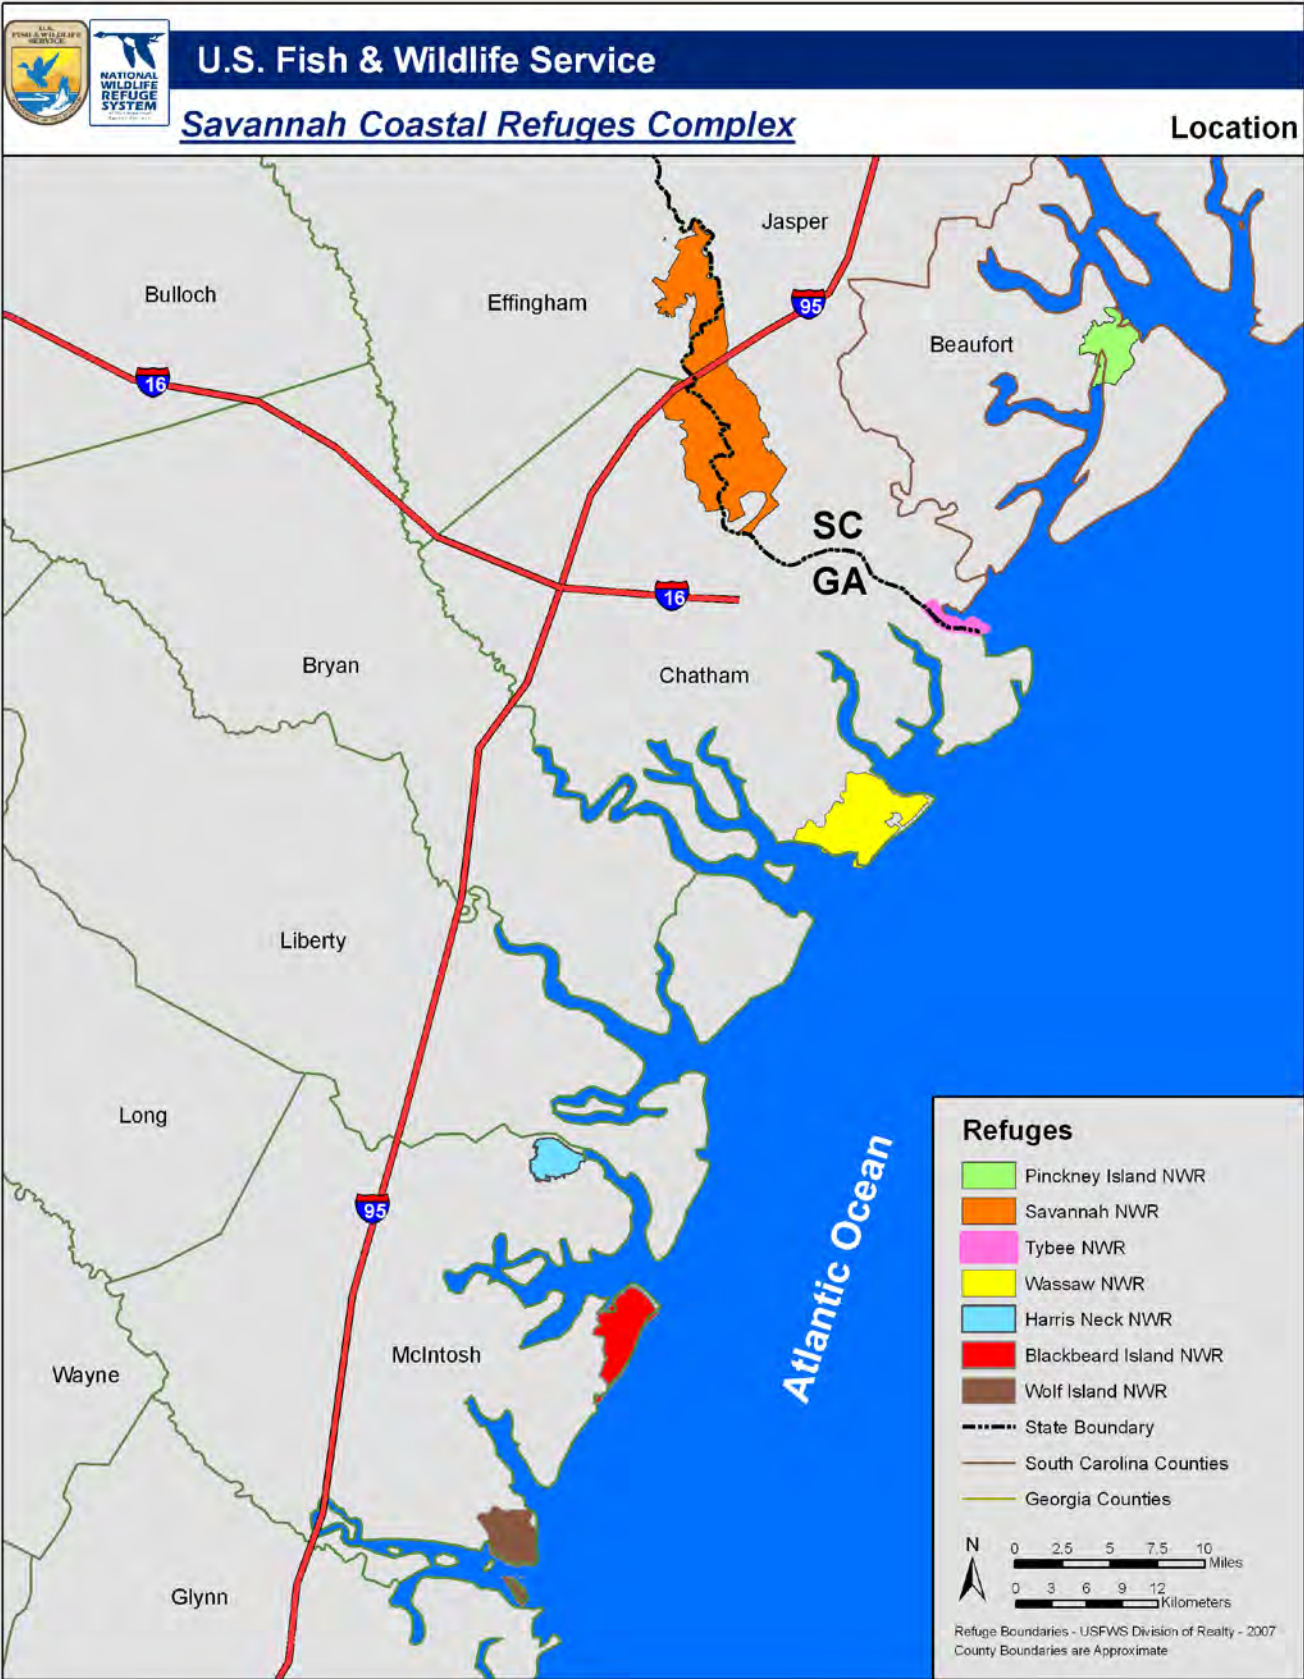 U.S.
FISH & WILDLIFE
SERVICE
NATIONAL
WILDLIFE
REFUGE
SYSTEM
U.S. Fish & Wildlife Service
Savannah Coastal Refuges Complex
Location
Jasper
Bulloch
Effingham
95
Beaufort
16
SC
GA
16
Bryan
Chatham
Liberty
Long
95
Atlantic Ocean
McIntosh
Wayne
Glynn
Refuges
Pinckney Island NWR
Savannah NWR
Tybee NWR
Wassaw NWR
Harris Neck NWR
Blackbeard Island NWR
Wolf Island NWR
State Boundary
South Carolina Counties
Georgia Counties
N
0 2.5 5 7.5 10
Miles
0 3 6 9 12
Kilometers
Refuge Boundaries - USFWS Division of Realty - 2007
County Boundaries are Approximate